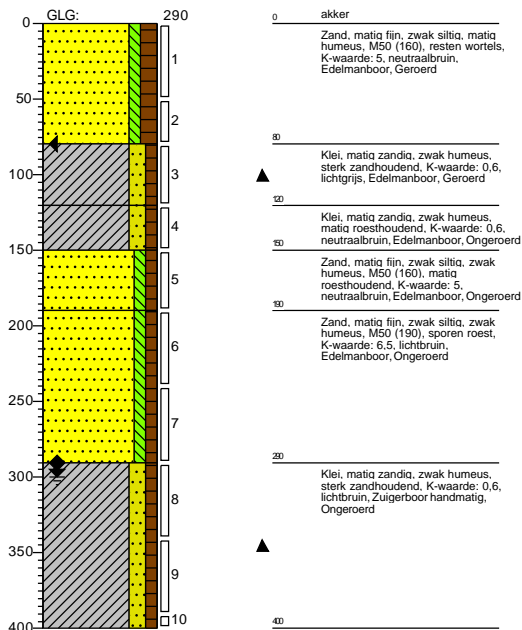 GLG: 290
0
50
100
150
200
250
300
350
400
1
2
3
4
5
6
7
8
9
10
0 akker
Zand, matig fijn, zwak siltig, matig
humeus, M50 (160), resten wortels,
K-waarde: 5, neutraalbruin,
Edelmanboor, Geroerd
80
Klei, matig zandig, zwak humeus,
sterk zandhoudend, K-waarde: 0,6,
lichtgrijs, Edelmanboor, Geroerd
120
Klei, matig zandig, zwak humeus,
matig roesthoudend, K-waarde: 0,6,
neutraalbruin, Edelmanboor, Ongeroerd
150
Zand, matig fijn, zwak siltig, zwak
humeus, M50 (160), matig
roesthoudend, K-waarde: 5,
neutraalbruin, Edelmanboor, Ongeroerd
190
Zand, matig fijn, zwak siltig, zwak
humeus, M50 (190), sporen roest,
K-waarde: 6,5, lichtbruin,
Edelmanboor, Ongeroerd
290
Klei, matig zandig, zwak humeus,
sterk zandhoudend, K-waarde: 0,6,
lichtbruin, Zuigerboor handmatig,
Ongeroerd
400